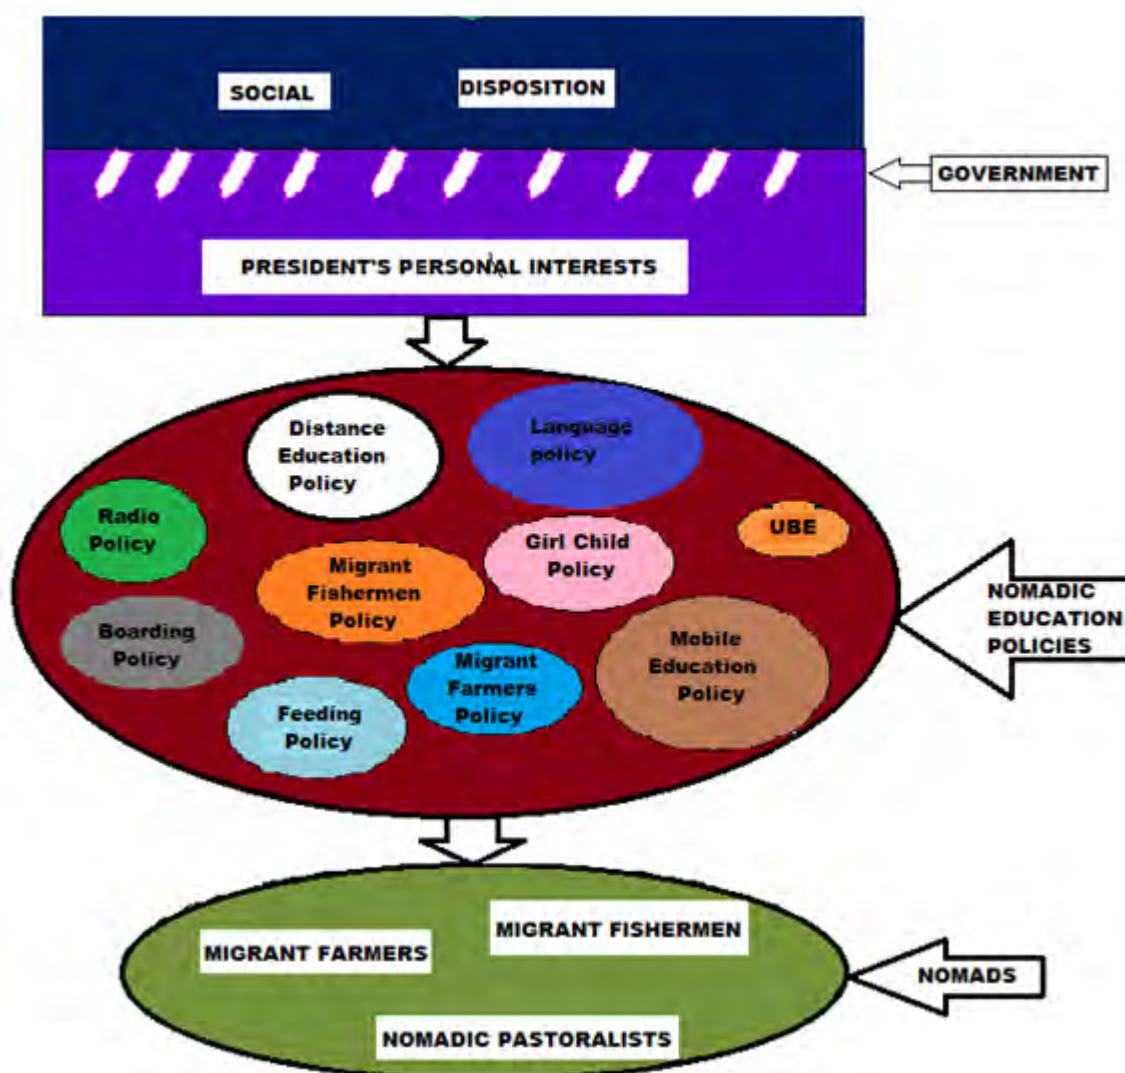 SOCIAL
DISPOSITION
GOVERNMENT
PRESIDENT'S PERSONAL INTERESTS
Distance
Education
Policy
Language
policy
Radio
Policy
UBE
Girl Child
Policy
Migrant
Fishermen
Policy
NOMADIC
EDUCATION
POLICIES
Boarding
Policy
Mobile
Education
Policy
Migrant
Farmers
Policy
Feeding
Policy
MIGRANT FISHERMEN
MIGRANT FARMERS
NOMADS
NOMADIC PASTORALISTS